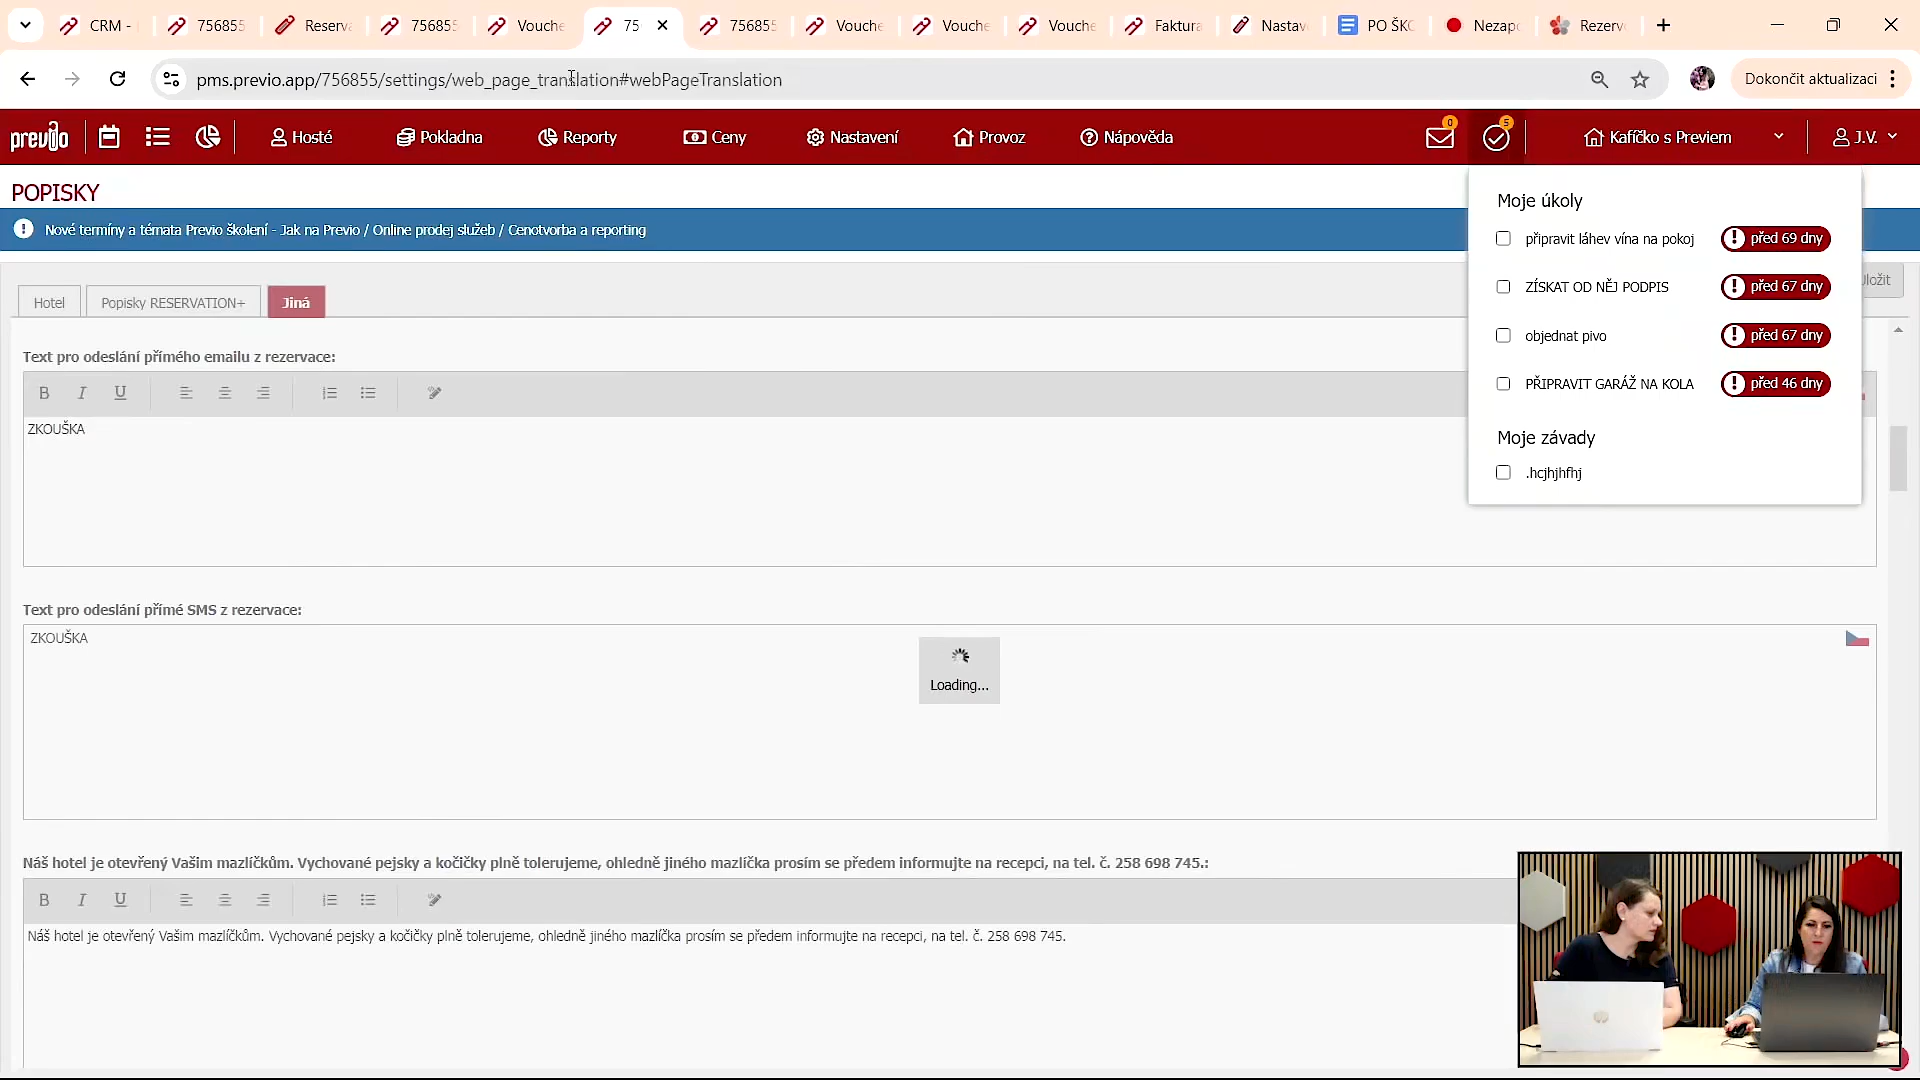 CRM -
756855
Reserva
756855
Vouche
75
756855
Vouche
Vouche
Vouche
Faktura
Nastav
PO ŠKO
Nezap
Rezerv
pms.previo.app/756855/settings/web_page_translation#webPageTranslation
Dokončit aktualizaci
previo
Hosté
Pokladna
Reporty
Ceny
Nastavení
Provoz
Nápověda
0
5
Kafíčko s Previem
J.V.
POPISKY
Nové termíny a témata Previo školení - Jak na Previo / Online prodej služeb / Cenotvorba a reporting
Moje úkoly
připravit láhev vína na pokoj
před 69 dny
ZÍSKAT OD NĚJ PODPIS
před 67 dny
objednat pivo
před 67 dny
PŘIPRAVIT GARÁŽ NA KOLA
před 46 dny
Moje závady
.hcjhjhfhj
Hotel
Popisky RESERVATION+
Jiná
Text pro odeslání přímého emailu z rezervace:
B I U
ZKOUŠKA
Text pro odeslání přímé SMS z rezervace:
ZKOUŠKA
Loading...
Náš hotel je otevřený Vašim mazlíčkům. Vychované pejsky a kočičky plně tolerujeme, ohledně jiného mazlíčka prosím se předem informujte na recepci, na tel. č. 258 698 745.:
B I U
Náš hotel je otevřený Vašim mazlíčkům. Vychované pejsky a kočičky plně tolerujeme, ohledně jiného mazlíčka prosím se předem informujte na recepci, na tel. č. 258 698 745.